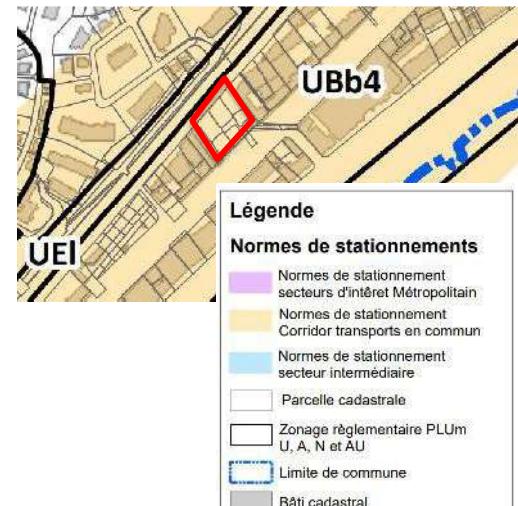 UBb4
UEl
Légende
Normes de stationnements
Normes de stationnement
secteurs d'intêret Métropolitain
Normes de stationnement
Corridor transports en commun
Normes de stationnement
secteur intermédiaire
Parcelle cadastrale
Zonage règlementaire PLUm
U, A, N et AU
Limite de commune
Bâti cadastral